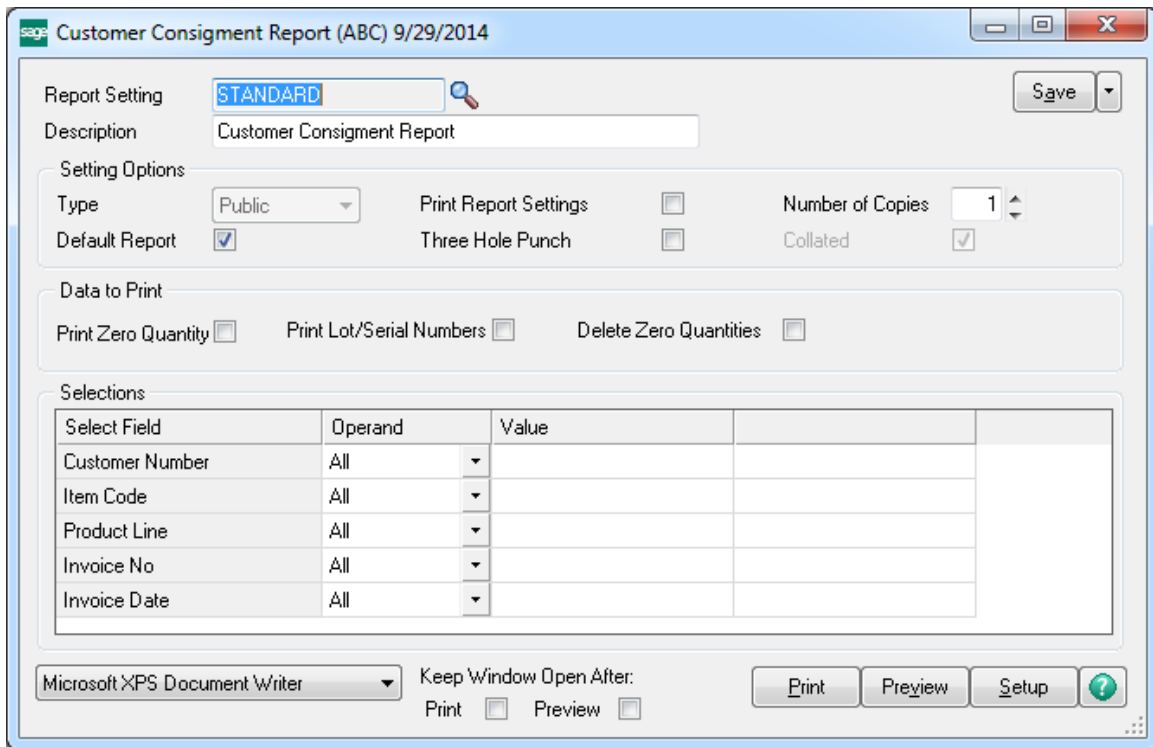 sage Customer Consigment Report (ABC) 9/29/2014
Report Setting STANDARD Save
Description Customer Consigment Report
Setting Options
Type Public Print Report Settings Number of Copies 1
Default Report Three Hole Punch Collated
Data to Print
Print Zero Quantity Print Lot/Serial Numbers Delete Zero Quantities
Selections
Select Field Operand Value
Customer Number All
Item Code All
Product Line All
Invoice No All
Invoice Date All
Microsoft XPS Document Writer Keep Window Open After: Print Preview Setup ?
Print Preview